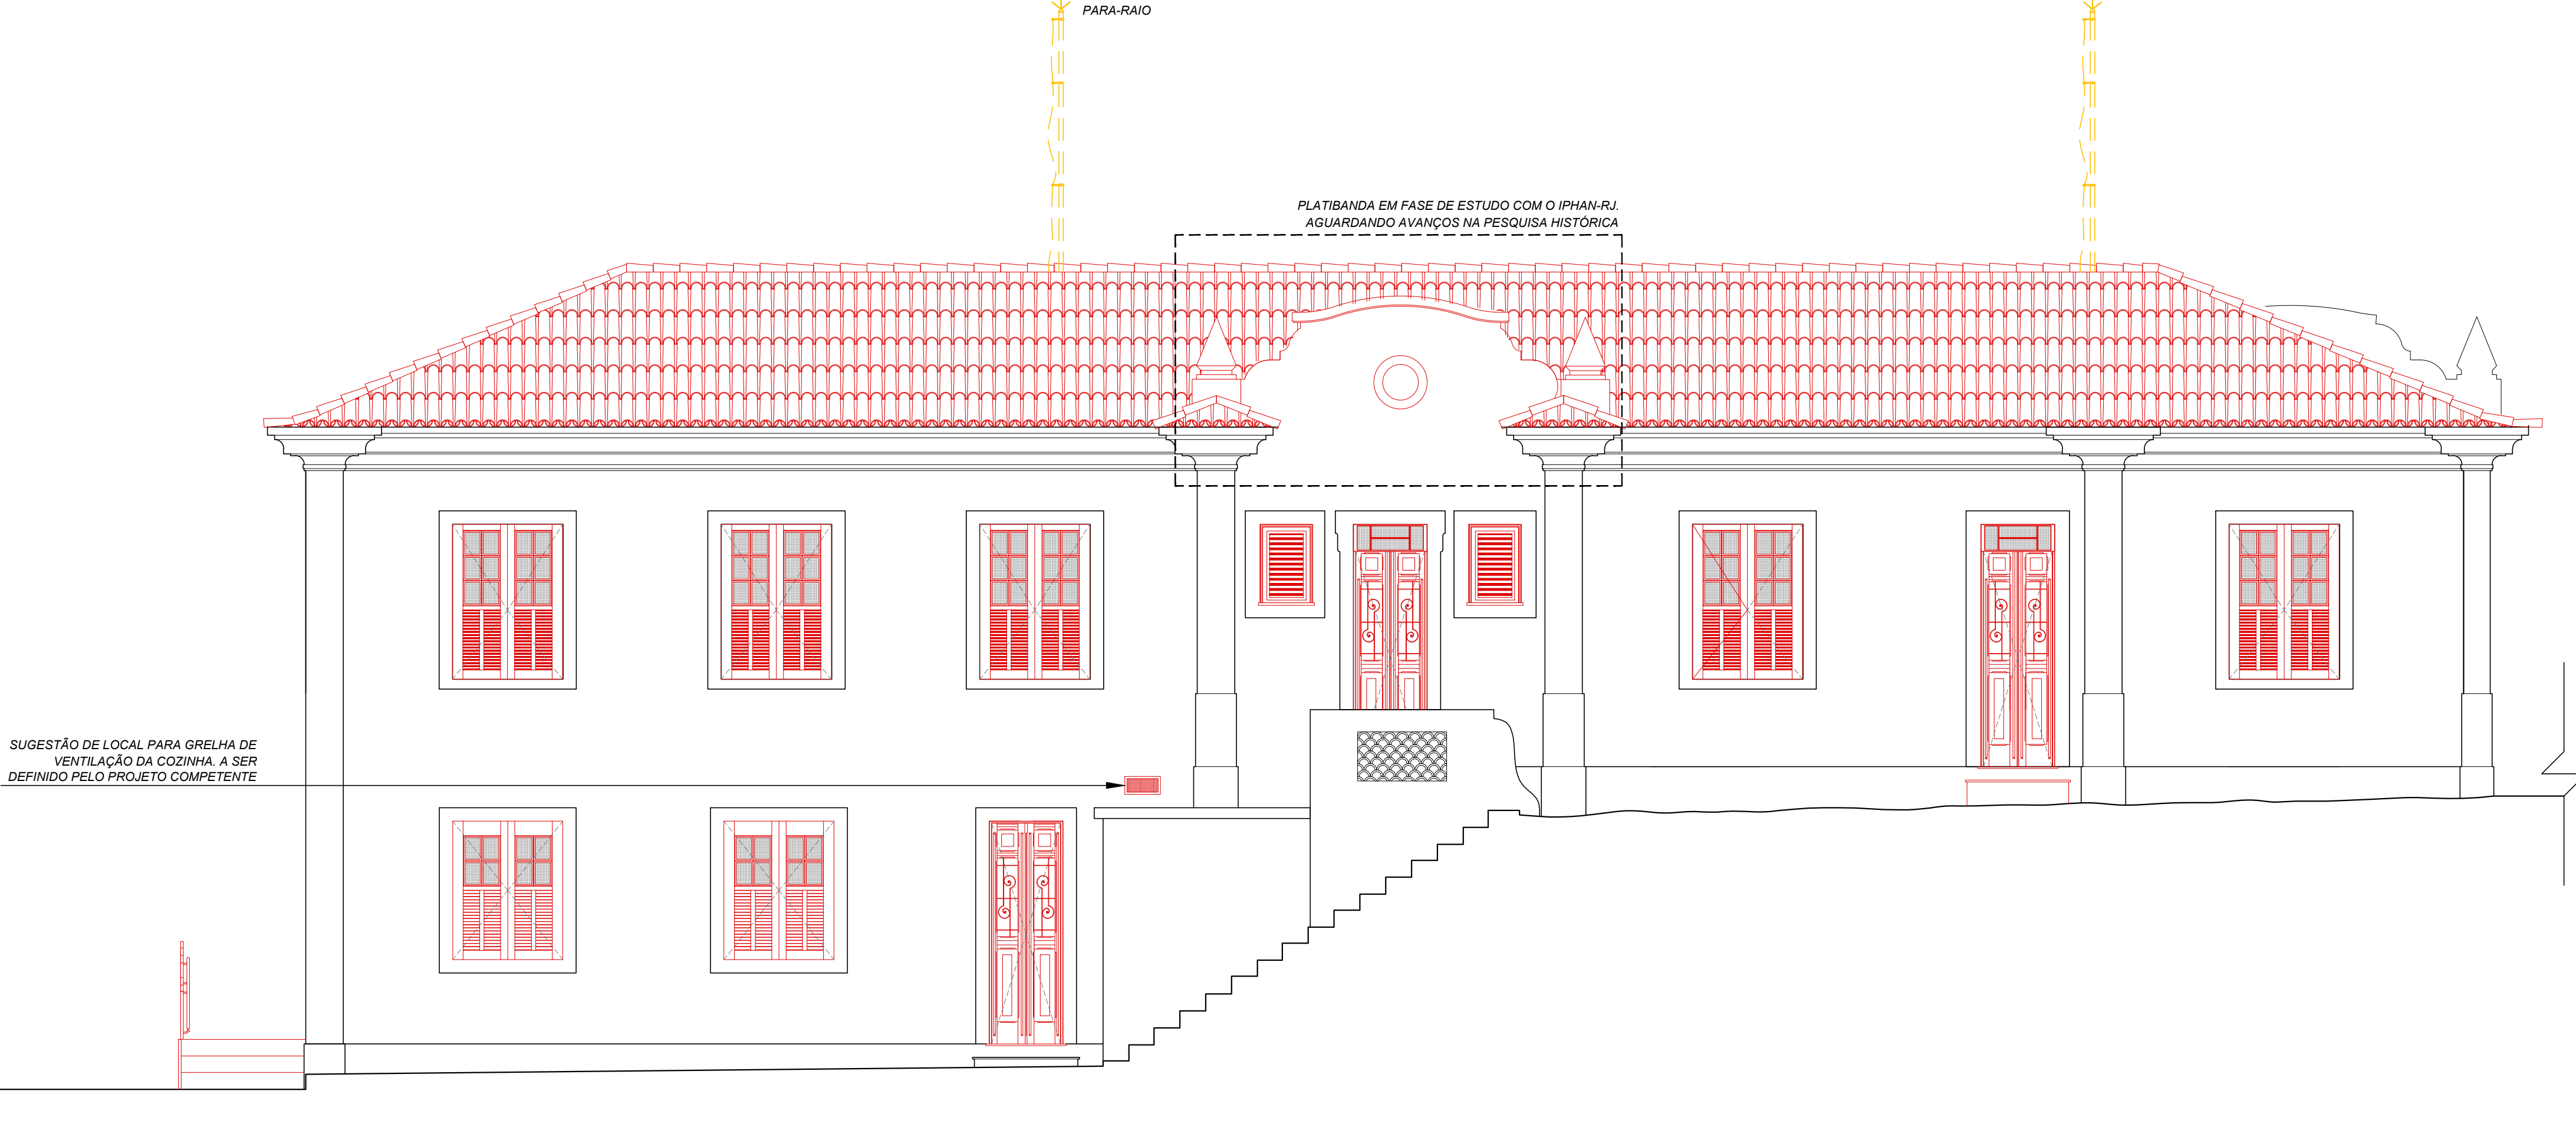 PARA-RAIO
PLATIBANDA EM FASE DE ESTUDO COM O IPHAN-RJ.
AGUARDANDO AVANÇOS NA PESQUISA HISTÓRICA
SUGESTÃO DE LOCAL PARA GRELHA DE
VENTILAÇÃO DA COZINHA. A SER
DEFINIDO PELO PROJETO COMPETENTE